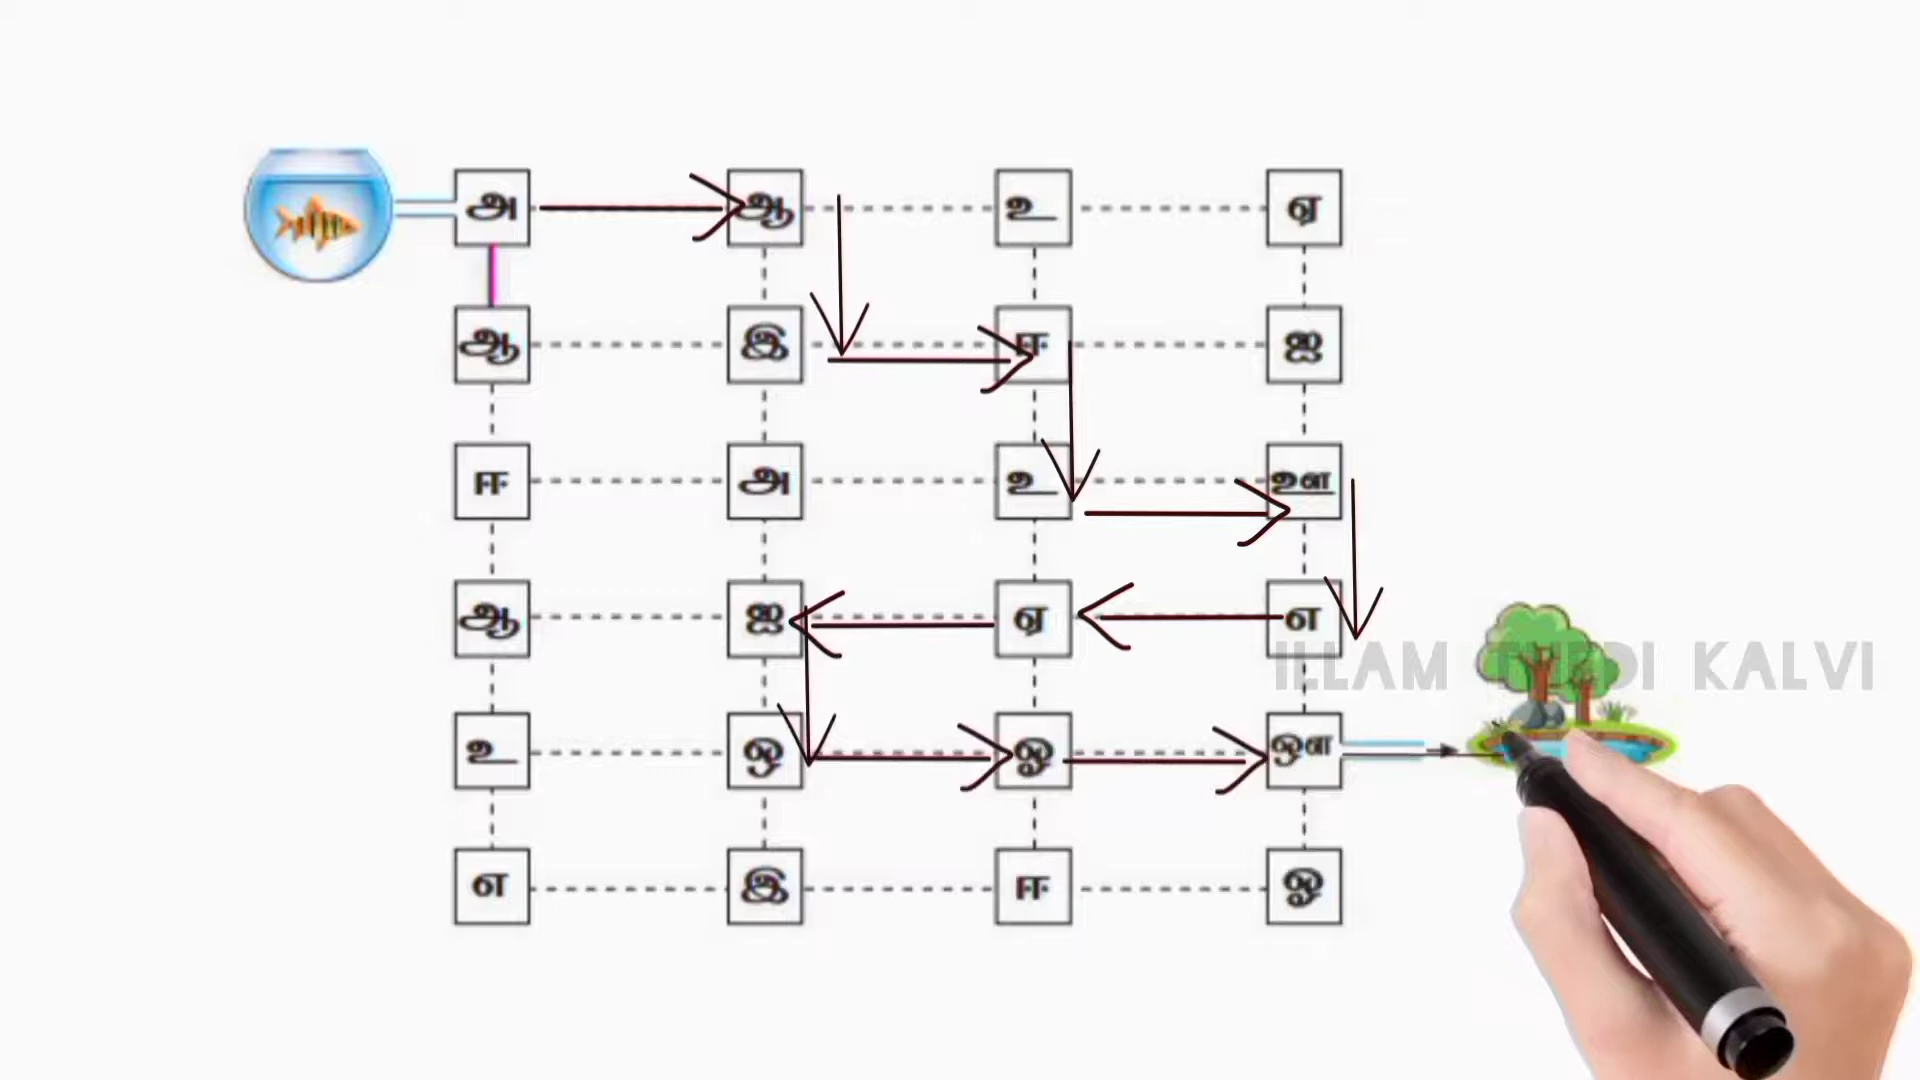 அ ஆ உ ஏ
ஆ இ ஈ ஐ
ஈ அ உ ஊ
ஆ ஐ ஏ எ
ILLAM KALVI
உ ஒ ஓ ஔ
எ இ ஈ ஓ